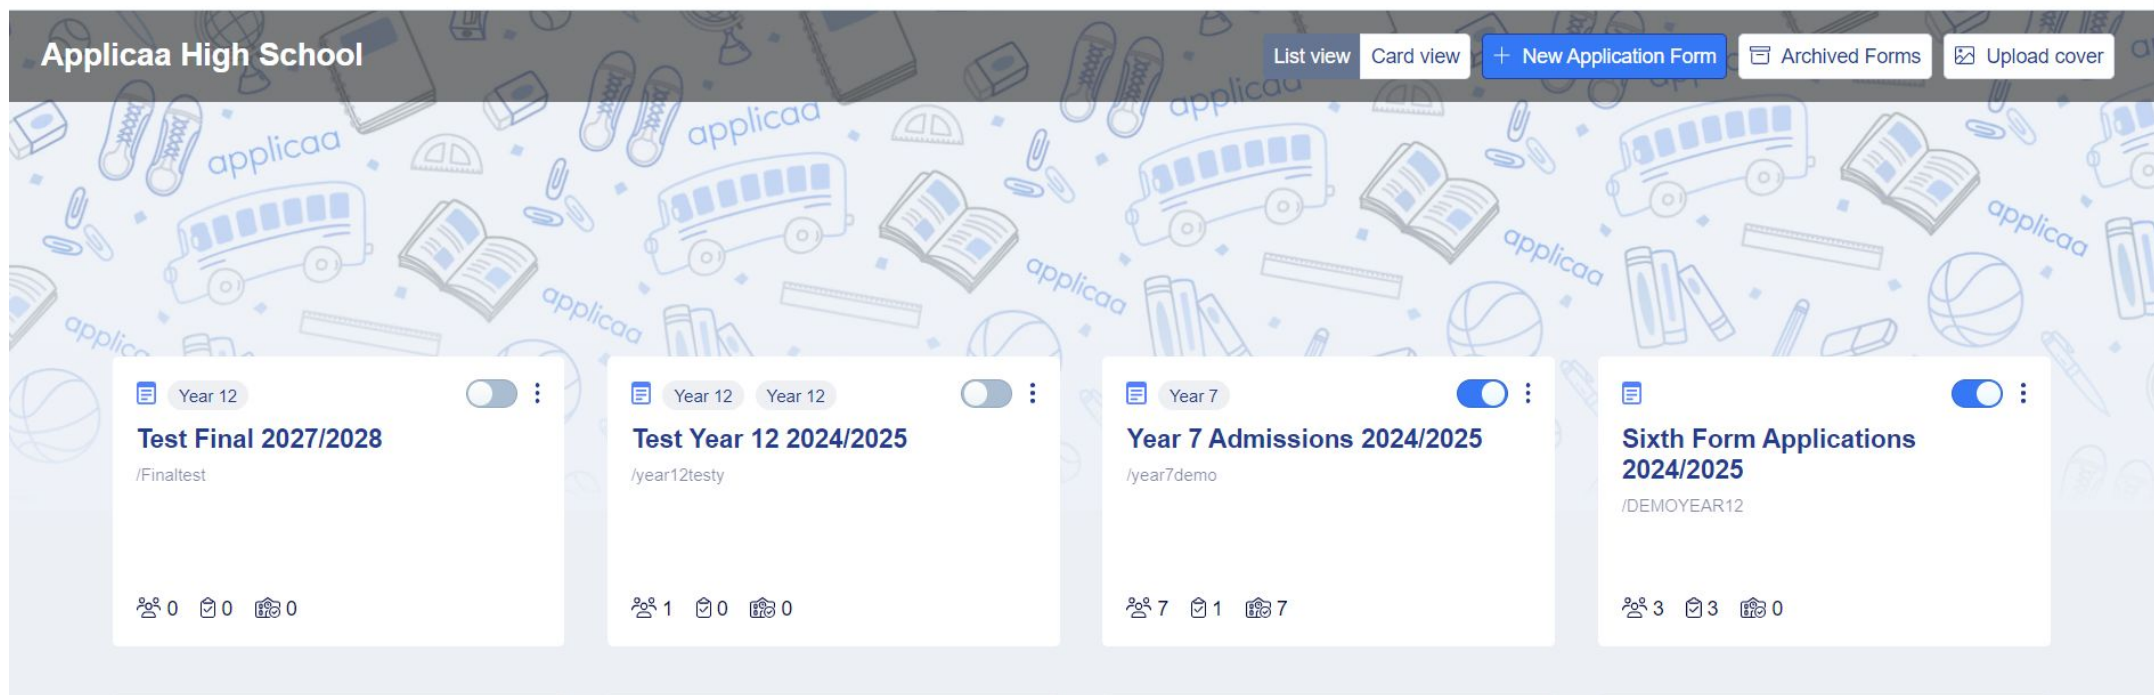 Applicaa High School
List view Card view + New Application Form Archived Forms Upload cover
applicaa applicaa applicaa applicaa
applicaa applicaa applicaa applicaa
Year 12
Test Final 2027/2028
/Finaltest
0 0 0
Year 12 Year 12
Test Year 12 2024/2025
/year12testy
1 0 0
Year 7
Year 7 Admissions 2024/2025
/year7demo
7 1 7
Sixth Form Applications
2024/2025
/DEMOYEAR12
3 3 0